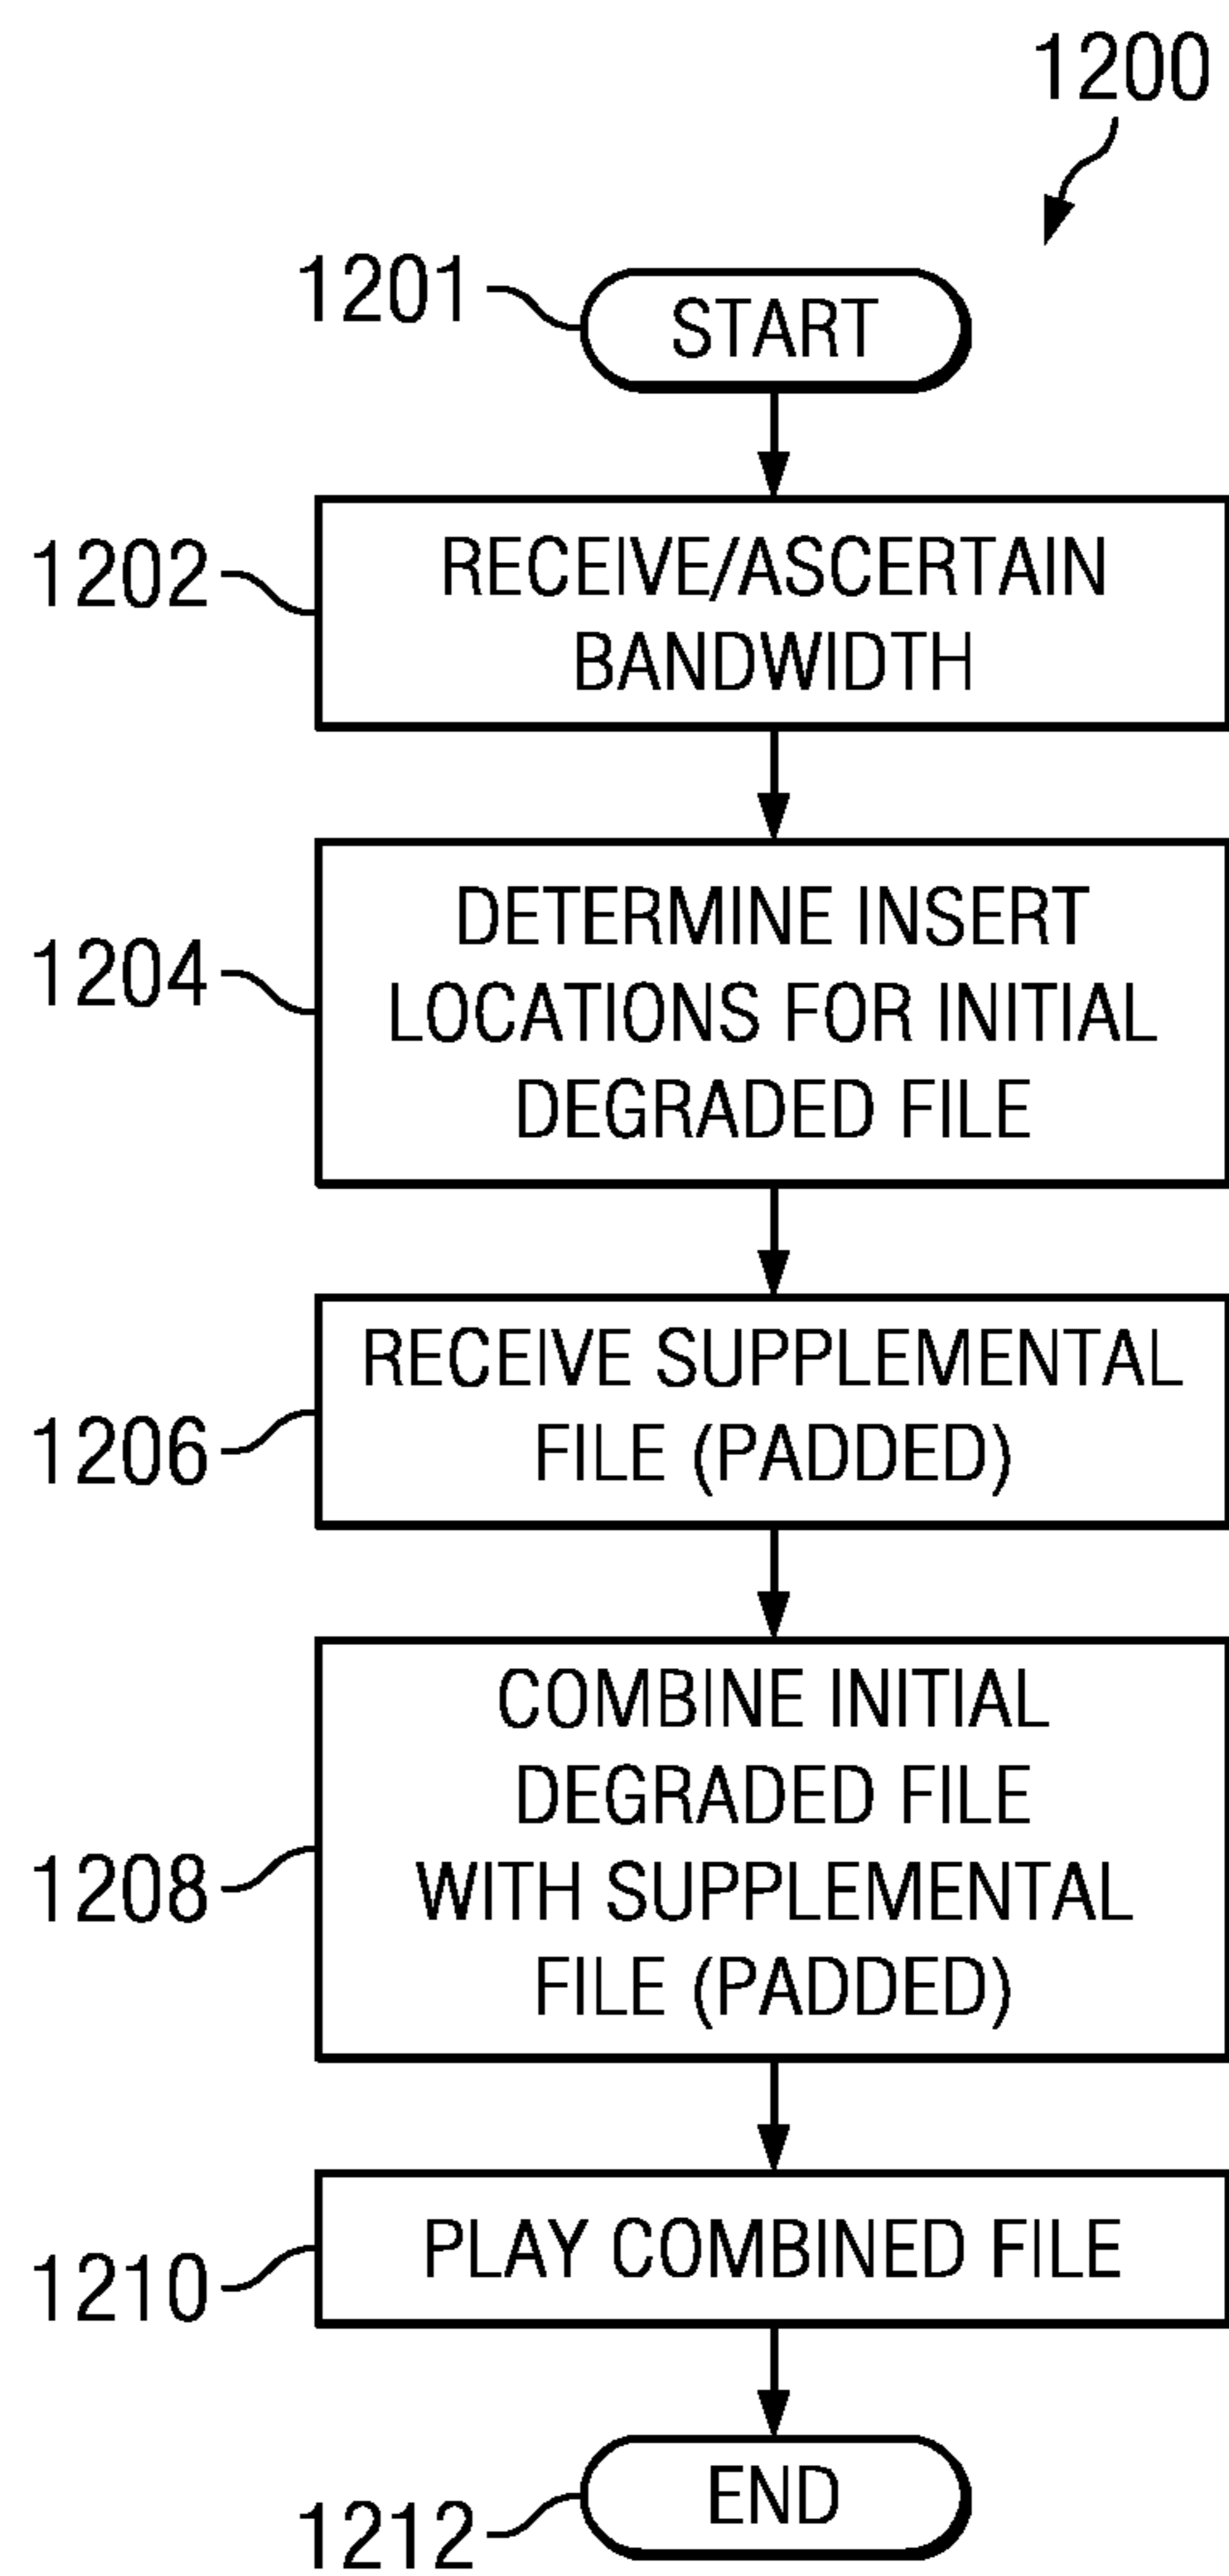 1200
1201
START
1202
RECEIVE/ASCERTAIN
BANDWIDTH
1204
DETERMINE INSERT
LOCATIONS FOR INITIAL
DEGRADED FILE
1206
RECEIVE SUPPLEMENTAL
FILE (PADDED)
1208
COMBINE INITIAL
DEGRADED FILE
WITH SUPPLEMENTAL
FILE (PADDED)
1210
PLAY COMBINED FILE
1212
END